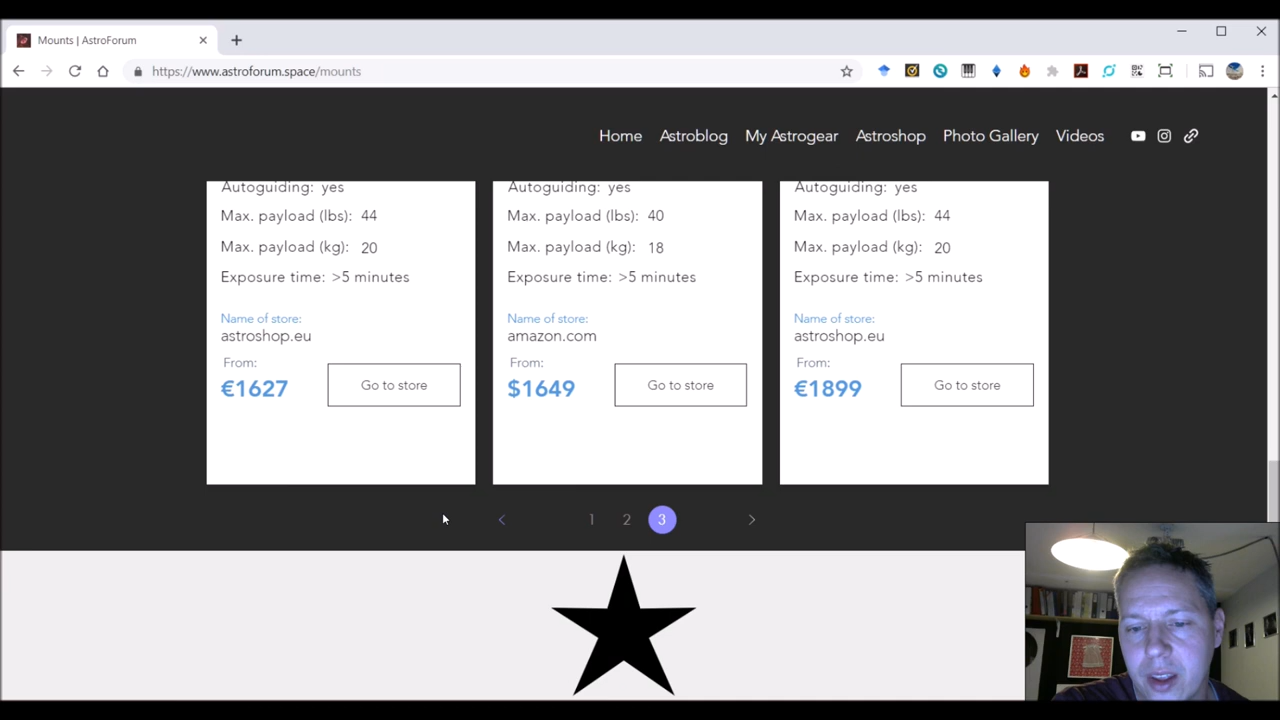 Mounts | AstroForum
https://www.astroforum.space/mounts
Home Astroblog My Astrogear Astroshop Photo Gallery Videos
Autoguiding: yes
Max. payload (lbs): 44
Max. payload (kg): 20
Exposure time: >5 minutes
Name of store:
astroshop.eu
From:
€1627
Go to store
Autoguiding: yes
Max. payload (lbs): 40
Max. payload (kg): 18
Exposure time: >5 minutes
Name of store:
amazon.com
From:
$1649
Go to store
Autoguiding: yes
Max. payload (lbs): 44
Max. payload (kg): 20
Exposure time: >5 minutes
Name of store:
astroshop.eu
From:
€1899
Go to store
< 1 2 3 >